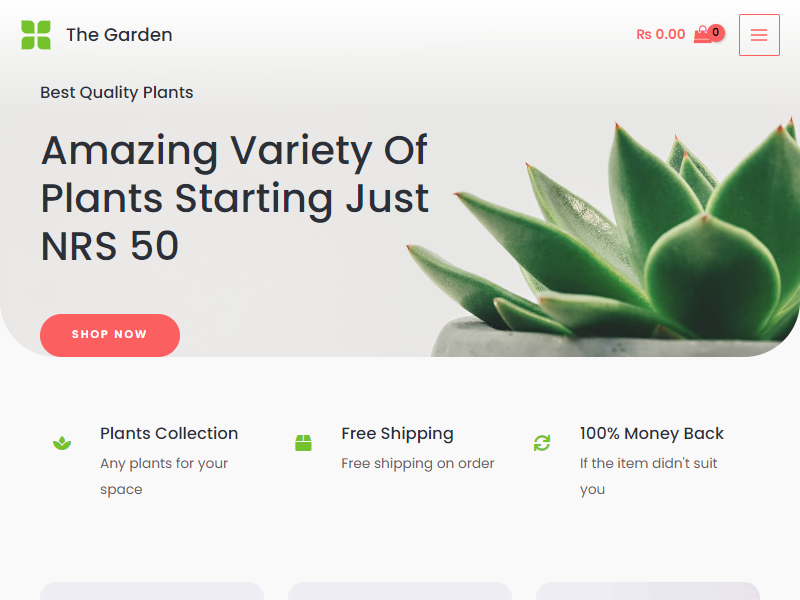 The Garden
₨ 0.00
0
Best Quality Plants
Amazing Variety Of
Plants Starting Just
NRS 50
SHOP NOW
Plants Collection
Any plants for your
space
Free Shipping
Free shipping on order
100% Money Back
If the item didn't suit
you